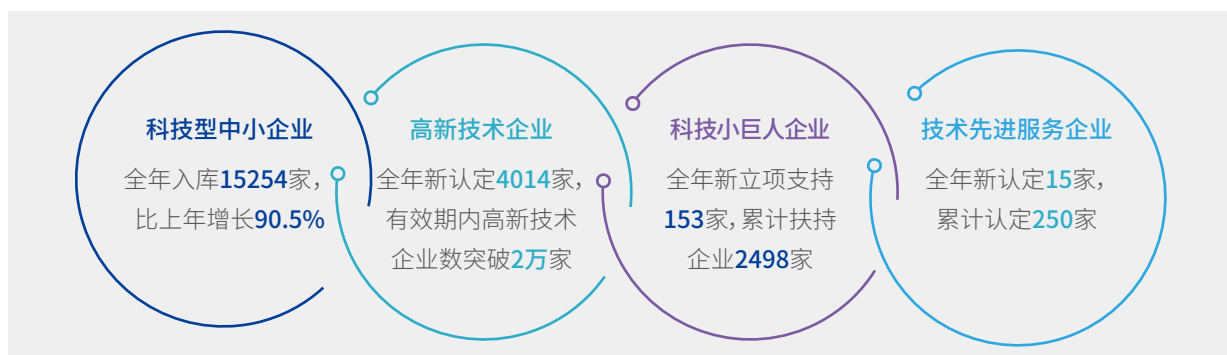 科技型中小企业
全年入库15254家，
比上年增长90.5%
高新技术企业
全年新认定4014家，
有效期内高新技术
企业数突破2万家
科技小巨人企业
全年新立项支持
153家，累计扶持
企业2498家
技术先进服务企业
全年新认定15家，
累计认定250家